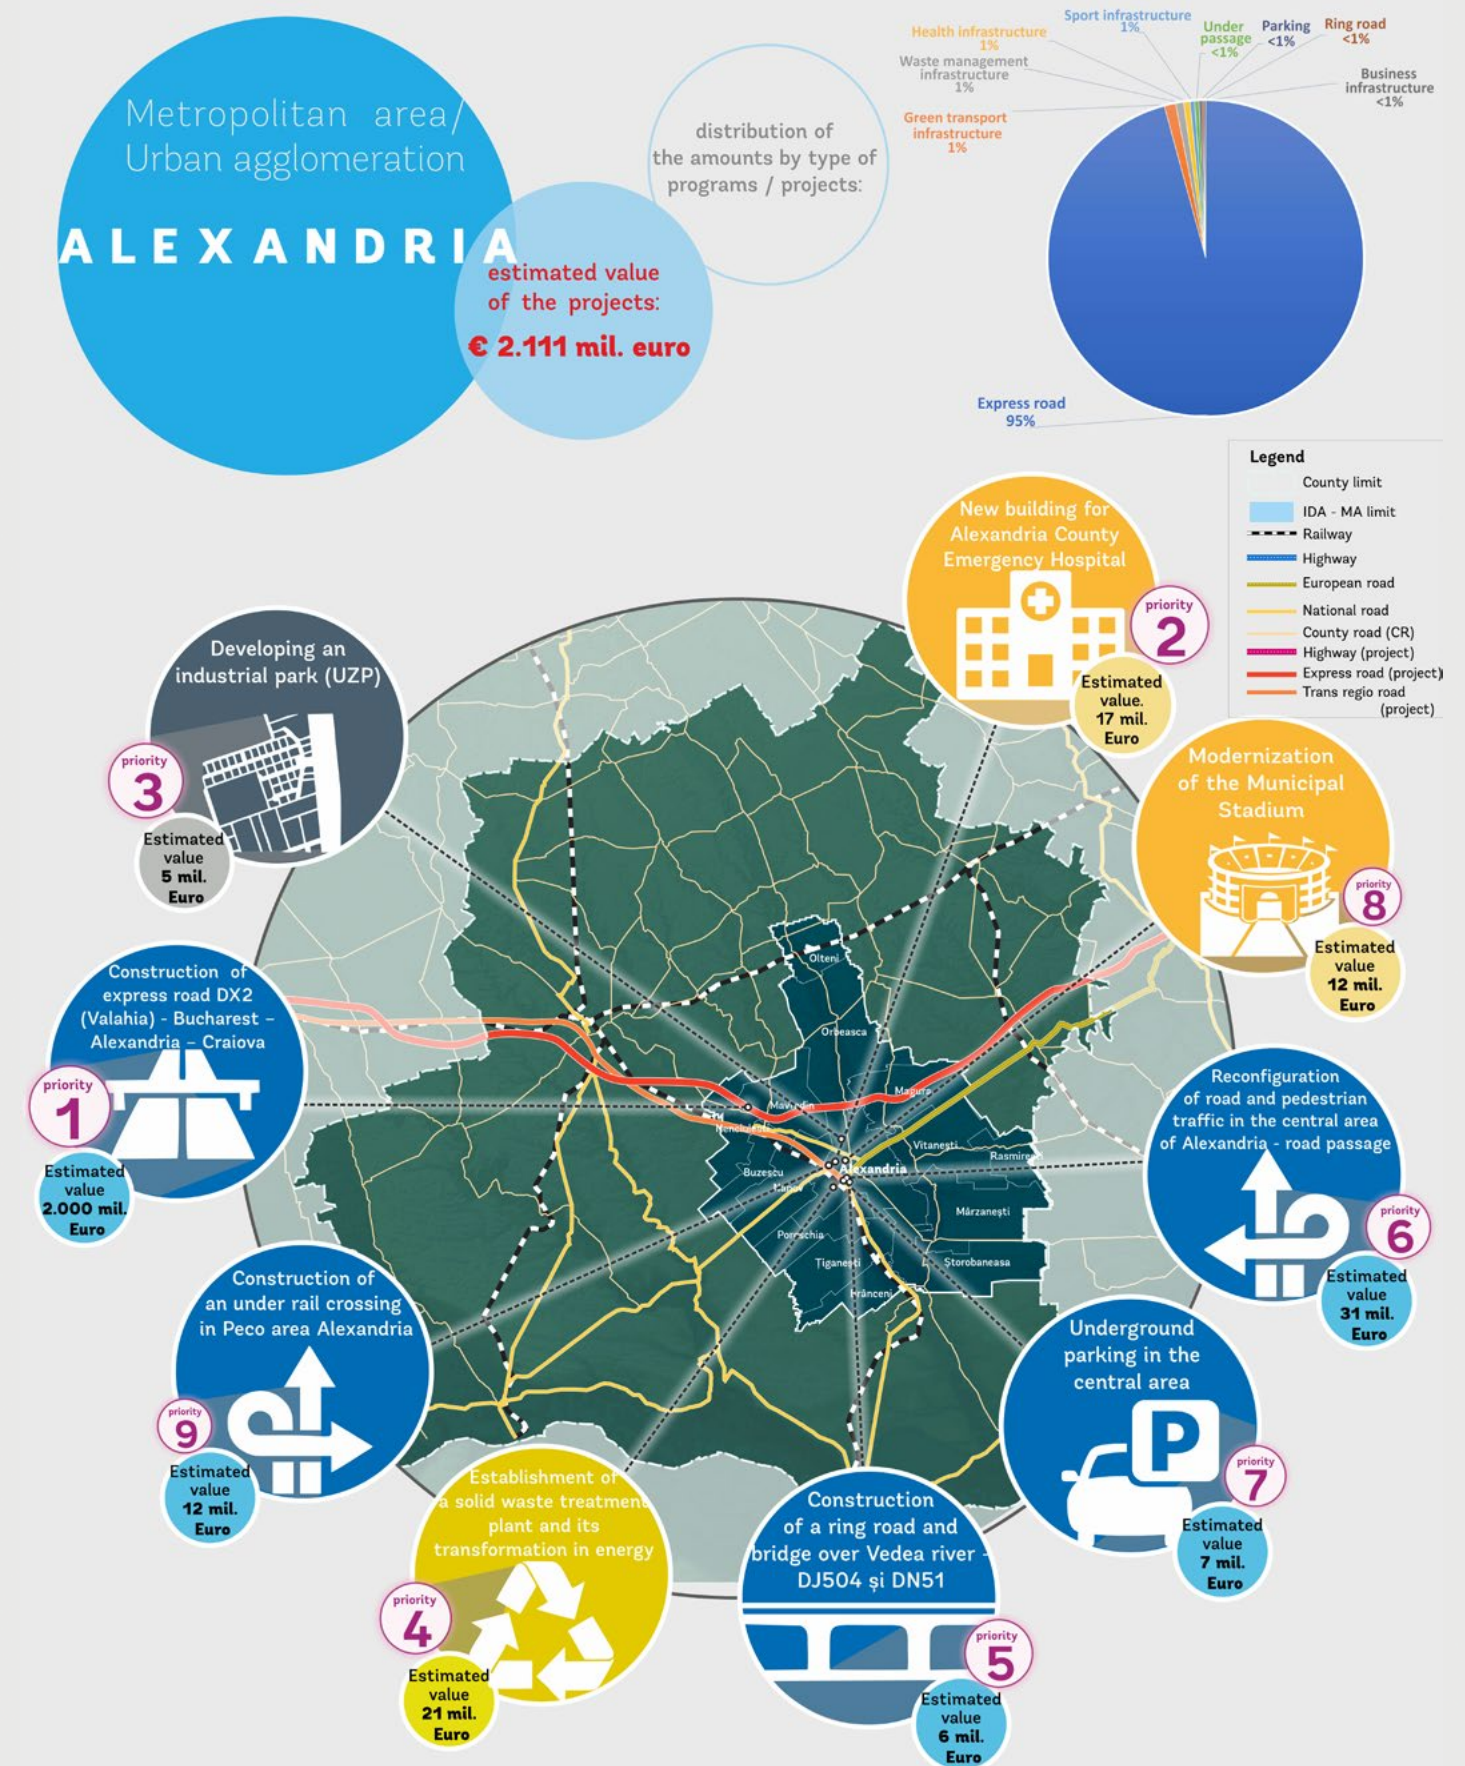 Metropolitan area/
Urban agglomeration
ALEXANDRIA
estimated value
of the projects:
€ 2.111 mil. euro
distribution of
the amounts by type of
programs / projects:
Sport infrastructure
1%
Health infrastructure
1%
Waste management
infrastructure
1%
Green transport
infrastructure
1%
Under
passage
<1%
Parking
<1%
Ring road
<1%
Business
infrastructure
<1%
Express road
95%
Legend
County limit
IDA - MA limit
Railway
Highway
European road
National road
County road (CR)
Highway (project)
Express road (project)
Trans regio road
(project)
New building for
Alexandria County
Emergency Hospital
priority
2
Estimated
value.
17 mil.
Euro
Developing an
industrial park (UZP)
priority
3
Estimated
value
5 mil.
Euro
Modernization
of the Municipal
Stadium
priority
8
Estimated
value
12 mil.
Euro
Construction of
express road DX2
(Valahia) - Bucharest –
Alexandria – Craiova
priority
1
Estimated
value
2.000 mil.
Euro
Olteni
Orbeasca
Magura
Mavrodin
Nenciulești
Vitanești
Rasmirești
Alexandria
Buzescu
Nanov
Mârzanești
Poroschia
Țiganești
Storobaneasa
Frânceni
Reconfiguration
of road and pedestrian
traffic in the central area
of Alexandria - road passage
priority
6
Estimated
value
31 mil.
Euro
Construction of
an under rail crossing
in Peco area Alexandria
priority
9
Estimated
value
12 mil.
Euro
Underground
parking in the
central area
P
priority
7
Estimated
value
7 mil.
Euro
Establishment of
a solid waste treatment
plant and its
transformation in energy
priority
4
Estimated
value
21 mil.
Euro
Construction
of a ring road and
bridge over Vedea river -
DJ504 și DN51
priority
5
Estimated
value
6 mil.
Euro